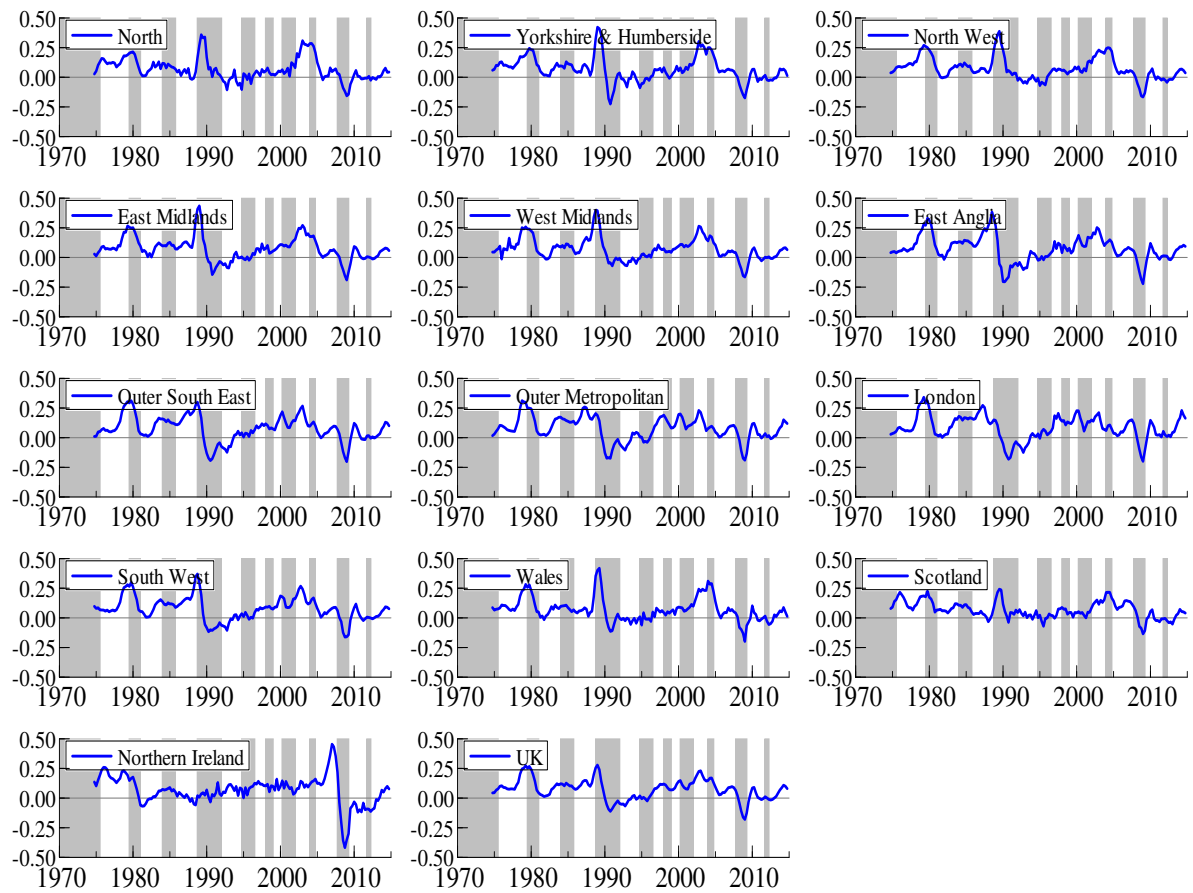 0.50 0.50 0.50
North Yorkshire & Humberside North West
0.25 0.25 0.25
0.00 0.00 0.00
-0.25 -0.25 -0.25
-0.50 -0.50 -0.50
1970 1980 1990 2000 2010 1970 1980 1990 2000 2010 1970 1980 1990 2000 2010
0.50 0.50 0.50
East Midlands West Midlands East Anglia
0.25 0.25 0.25
0.00 0.00 0.00
-0.25 -0.25 -0.25
-0.50 -0.50 -0.50
1970 1980 1990 2000 2010 1970 1980 1990 2000 2010 1970 1980 1990 2000 2010
0.50 0.50 0.50
Outer South East Outer Metropolitan London
0.25 0.25 0.25
0.00 0.00 0.00
-0.25 -0.25 -0.25
-0.50 -0.50 -0.50
1970 1980 1990 2000 2010 1970 1980 1990 2000 2010 1970 1980 1990 2000 2010
0.50 0.50 0.50
South West Wales Scotland
0.25 0.25 0.25
0.00 0.00 0.00
-0.25 -0.25 -0.25
-0.50 -0.50 -0.50
1970 1980 1990 2000 2010 1970 1980 1990 2000 2010 1970 1980 1990 2000 2010
0.50 0.50
Northern Ireland UK
0.25 0.25
0.00 0.00
-0.25 -0.25
-0.50 -0.50
1970 1980 1990 2000 2010 1970 1980 1990 2000 2010